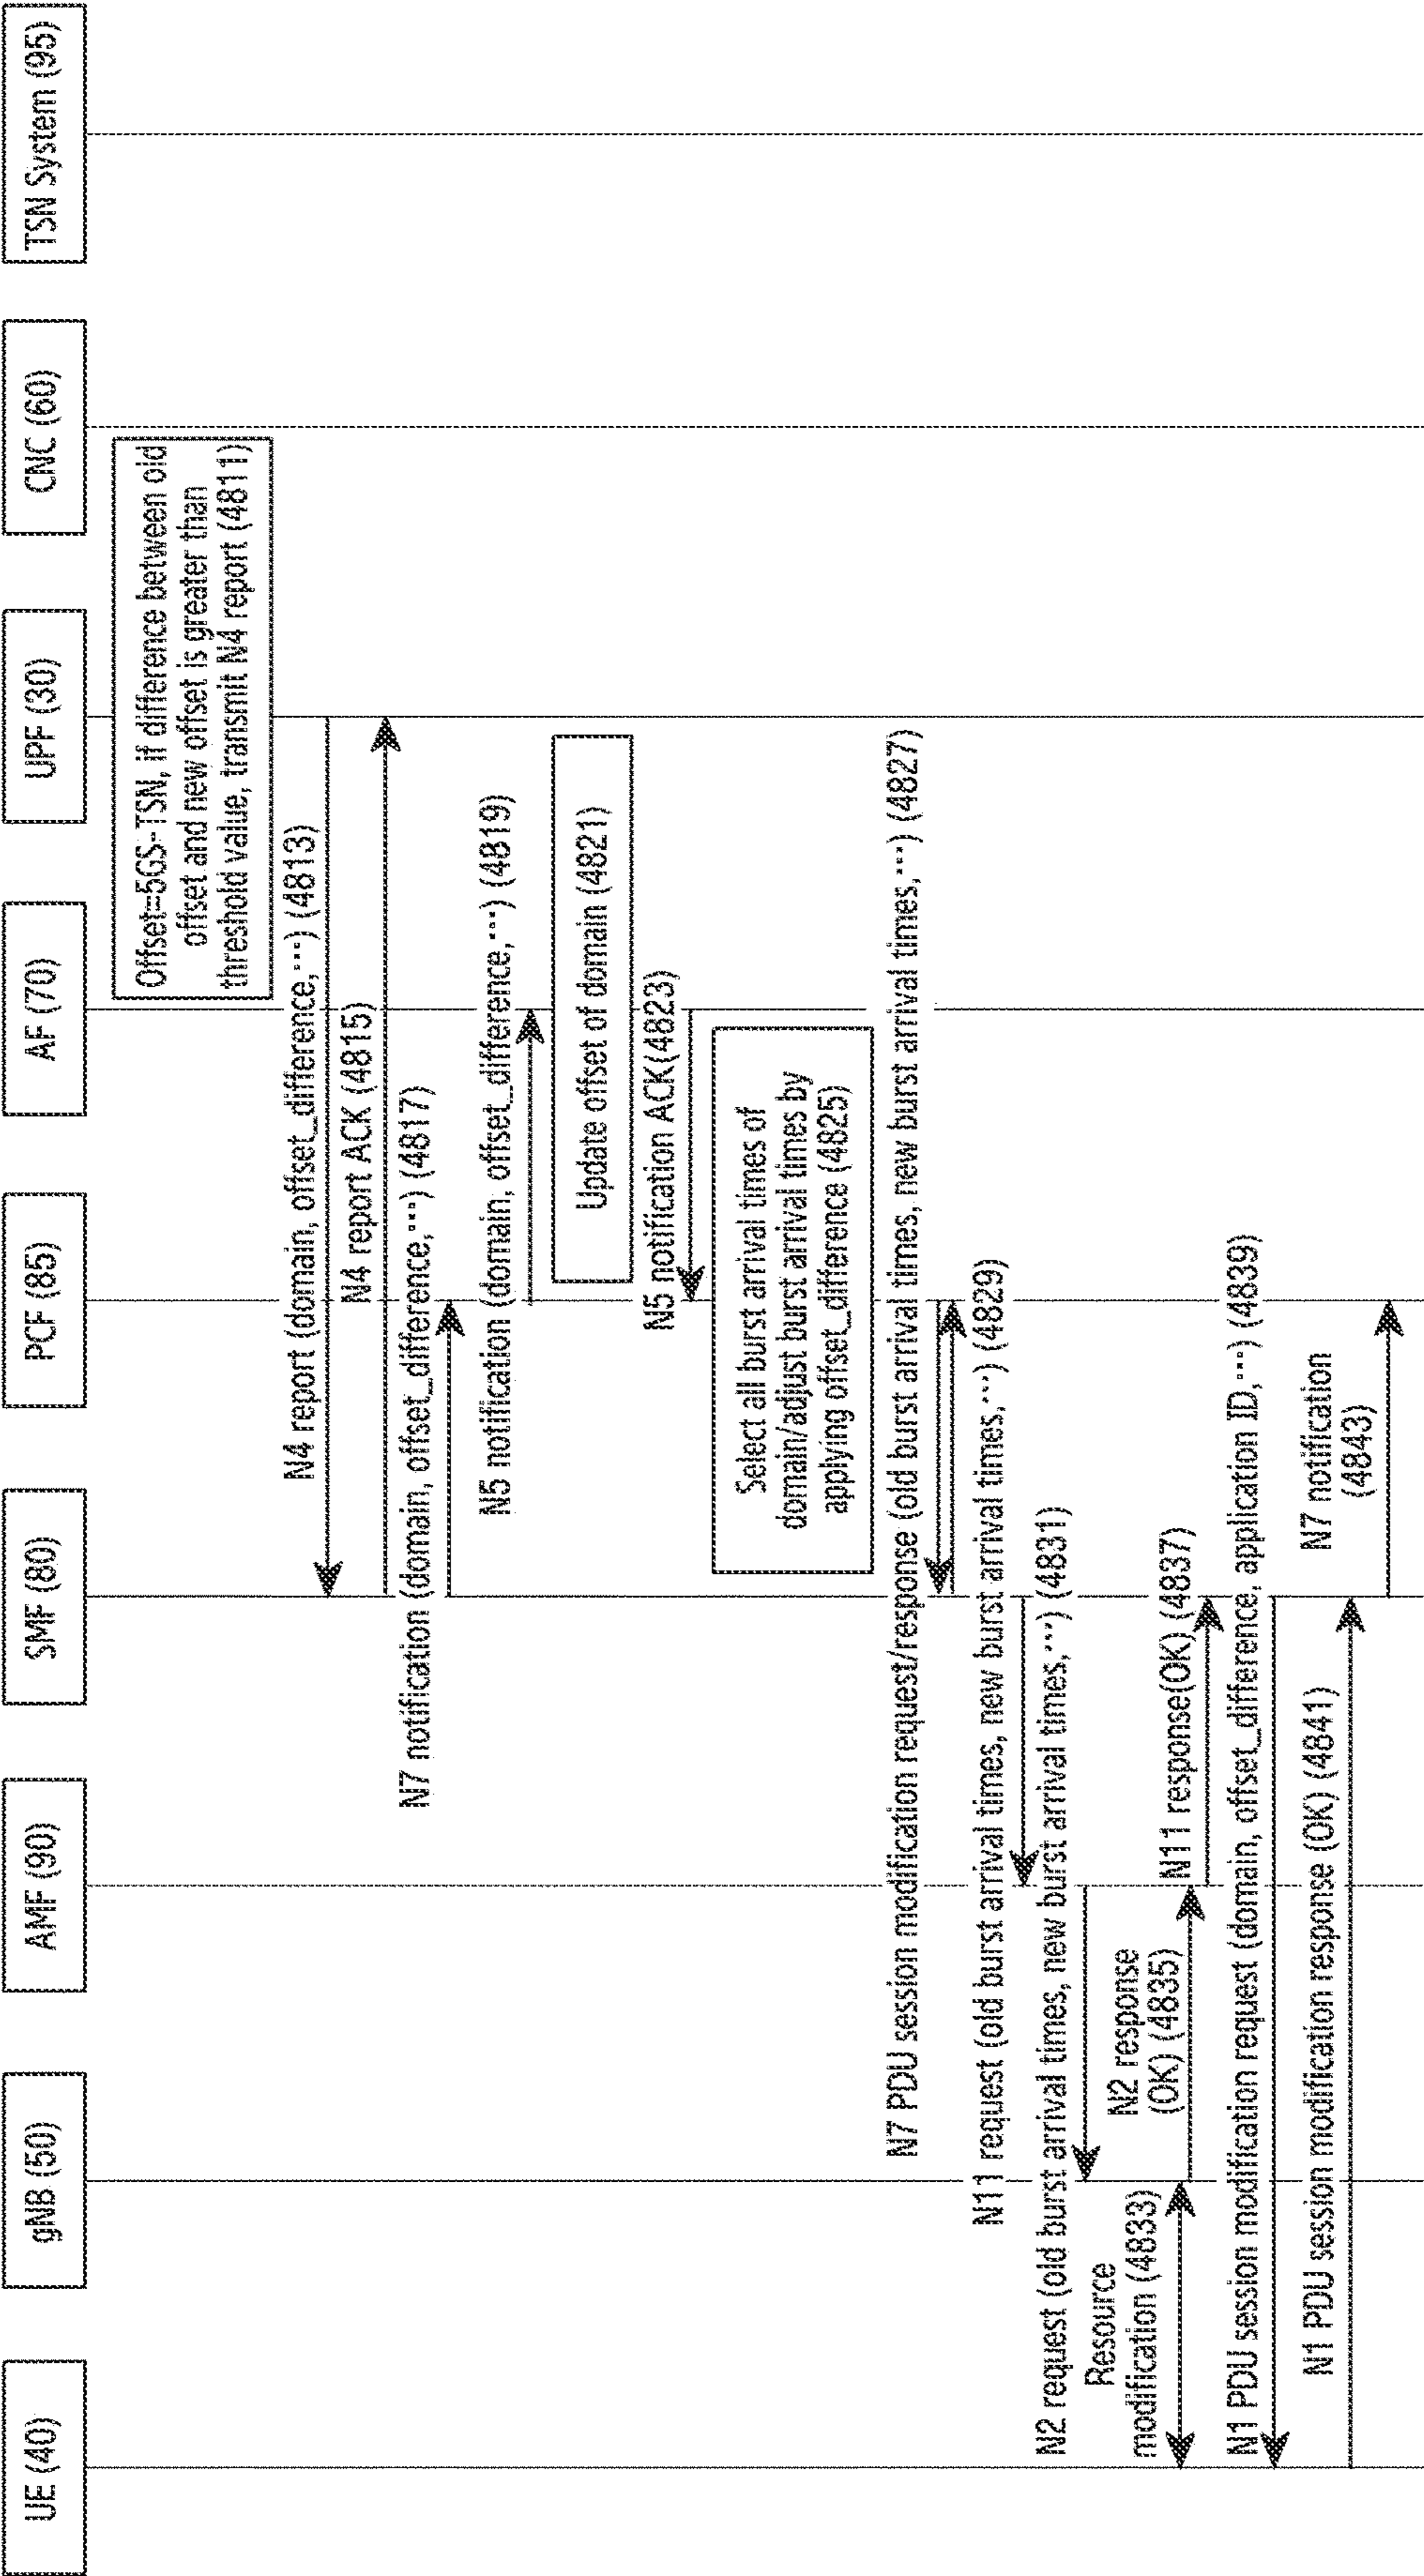 UE (40)
gNB (50)
AMF (90)
SMF (80)
PCF (85)
AF (70)
UPF (30)
CNC (60)
TSN System (95)
Offset=5GS-TSN, if difference between old
offset and new offset is greater than
threshold value, transmit N4 report (4811)
N4 report (domain, offset_difference,···) (4813)
N4 report ACK (4815)
N7 notification (domain, offset_difference,···) (4817)
N5 notification (domain, offset_difference,···) (4819)
Update offset of domain (4821)
N5 notification ACK(4823)
Select all burst arrival times of
domain/adjust burst arrival times by
applying offset_difference (4825)
N7 PDU session modification request/response (old burst arrival times, new burst arrival times,···) (4827)
N11 request (old burst arrival times, new burst arrival times,···) (4829)
N2 request (old burst arrival times, new burst arrival times,···) (4831)
Resource
modification (4833)
N2 response
(OK) (4835)
N11 response(OK) (4837)
N1 PDU session modification request (domain, offset_difference, application ID,···) (4839)
N1 PDU session modification response (OK) (4841)
N7 notification
(4843)